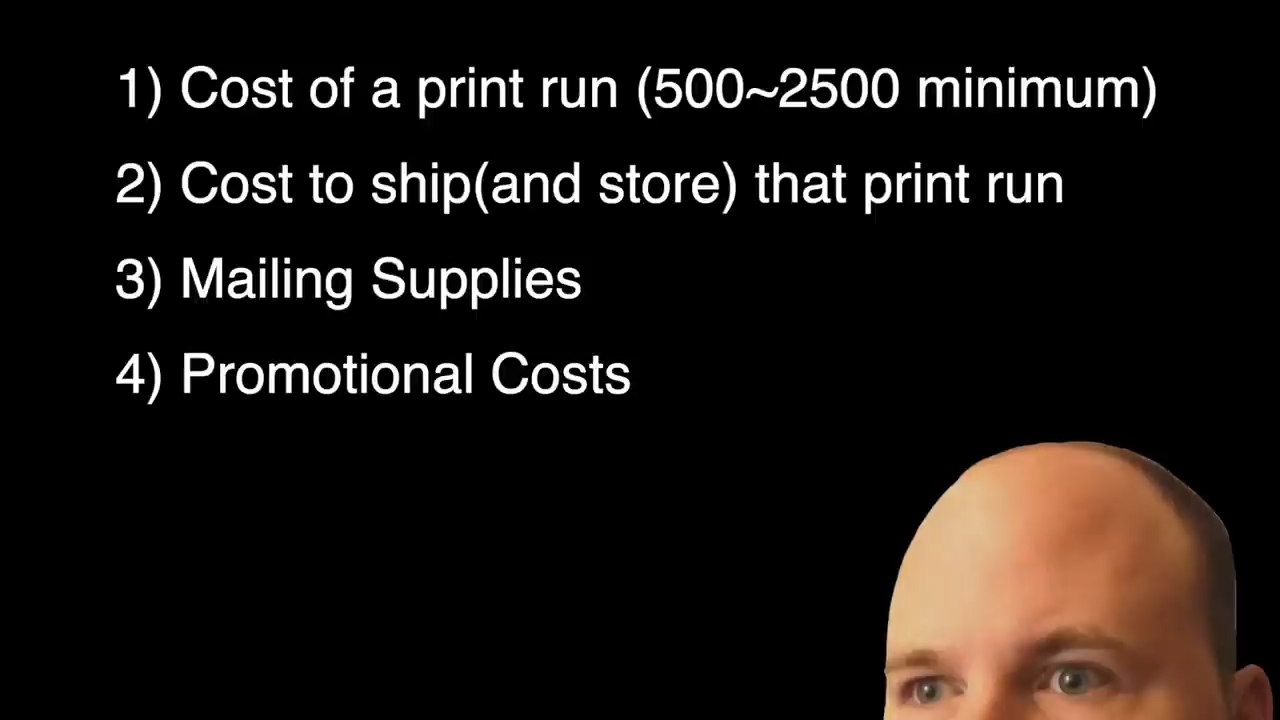 1) Cost of a print run (500~2500 minimum)
2) Cost to ship(and store) that print run
3) Mailing Supplies
4) Promotional Costs